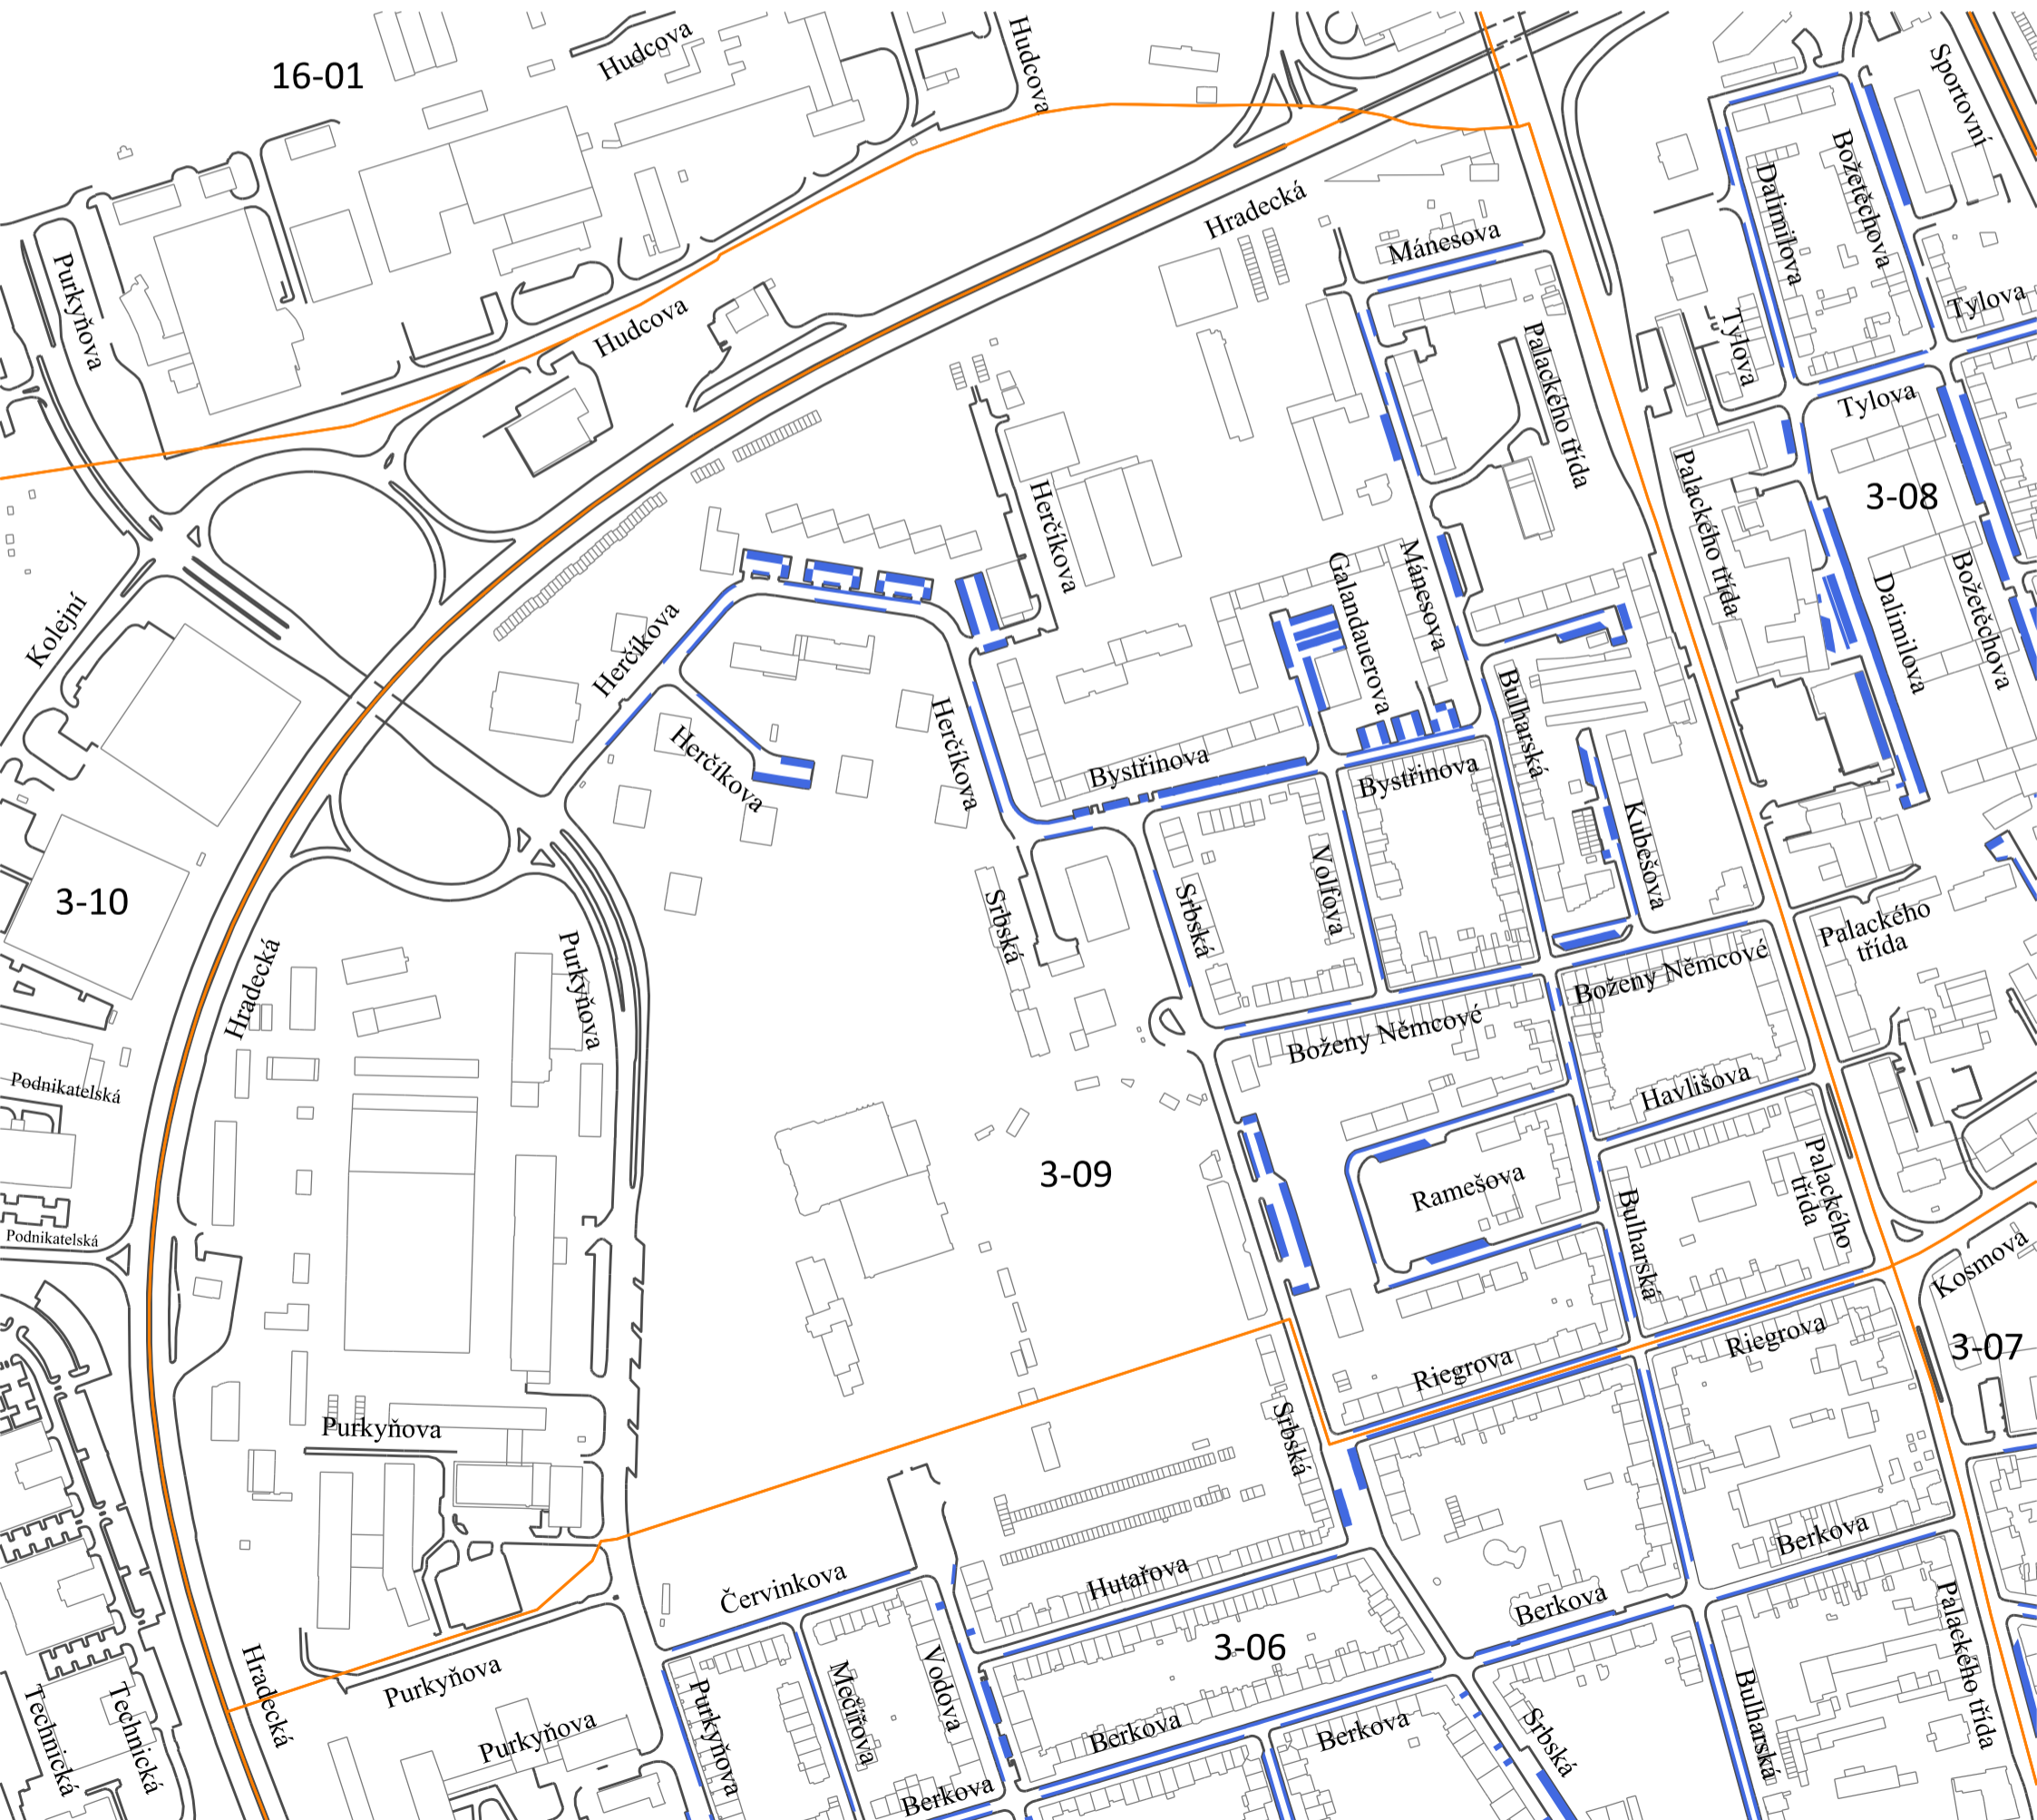 Hudcova
Hudcova
16-01
Sportovní
Božetěchova
Dalimilova
Hradecká
Mánesova
Purkyňova
Hudcova
Tylova
Tylova
Palackého třída
Tylova
3-08
Palackého třída
Herčíkova
Galandauerova
Mánesova
Božetěchova
Dalimilova
Kolejní
Herčíkova
Bulharská
Herčíkova
Herčíkova
Bystřinova
Bystřinova
Kubešova
Volfova
3-10
Srbská
Srbská
Palackého
třída
Hradecká
Purkyňova
Boženy Němcové
Boženy Němcové
Podnikatelská
Havlišova
3-09
Ramešova
Palackého
třída
Bulharská
Podnikatelská
Kosmova
Riegrova
3-07
Riegrova
Purkyňova
Srbská
Berkova
Červinkova
Hutařova
Berkova
3-06
Palackého třída
Hradecká
Purkyňova
Mečířova
Vodova
Bulharská
Technická
Technická
Purkyňova
Purkyňova
Berkova
Berkova
Srbská
Berkova